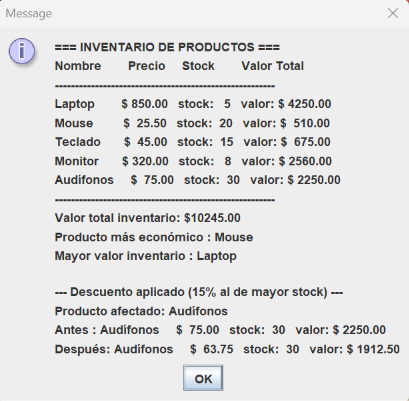 Message
=== INVENTARIO DE PRODUCTOS ===
Nombre Precio Stock Valor Total
------------------------------------------------------
Laptop $ 850.00 stock: 5 valor: $ 4250.00
Mouse $ 25.50 stock: 20 valor: $ 510.00
Teclado $ 45.00 stock: 15 valor: $ 675.00
Monitor $ 320.00 stock: 8 valor: $ 2560.00
Audífonos $ 75.00 stock: 30 valor: $ 2250.00
------------------------------------------------------
Valor total inventario: $10245.00
Producto más económico : Mouse
Mayor valor inventario : Laptop
--- Descuento aplicado (15% al de mayor stock) ---
Producto afectado: Audífonos
Antes : Audífonos $ 75.00 stock: 30 valor: $ 2250.00
Después: Audífonos $ 63.75 stock: 30 valor: $ 1912.50
OK